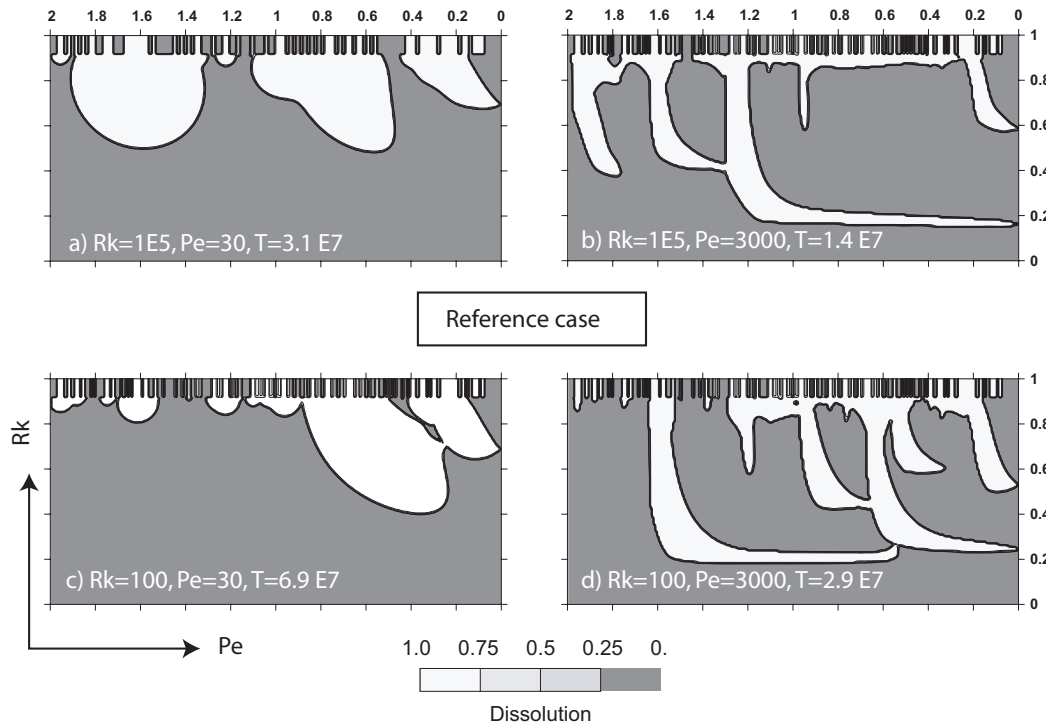 2 1.8 1.6 1.4 1.2 1 0.8 0.6 0.4 0.2 0 2 1.8 1.6 1.4 1.2 1 0.8 0.6 0.4 0.2 0
1
0.8
0.6
0.4
0.2
0
a) Rk=1E5, Pe=30, T=3.1 E7
b) Rk=1E5, Pe=3000, T=1.4 E7
Reference case
1
0.8
0.6
0.4
0.2
0
c) Rk=100, Pe=30, T=6.9 E7
d) Rk=100, Pe=3000, T=2.9 E7
Rk
Pe
1.0 0.75 0.5 0.25 0.
Dissolution